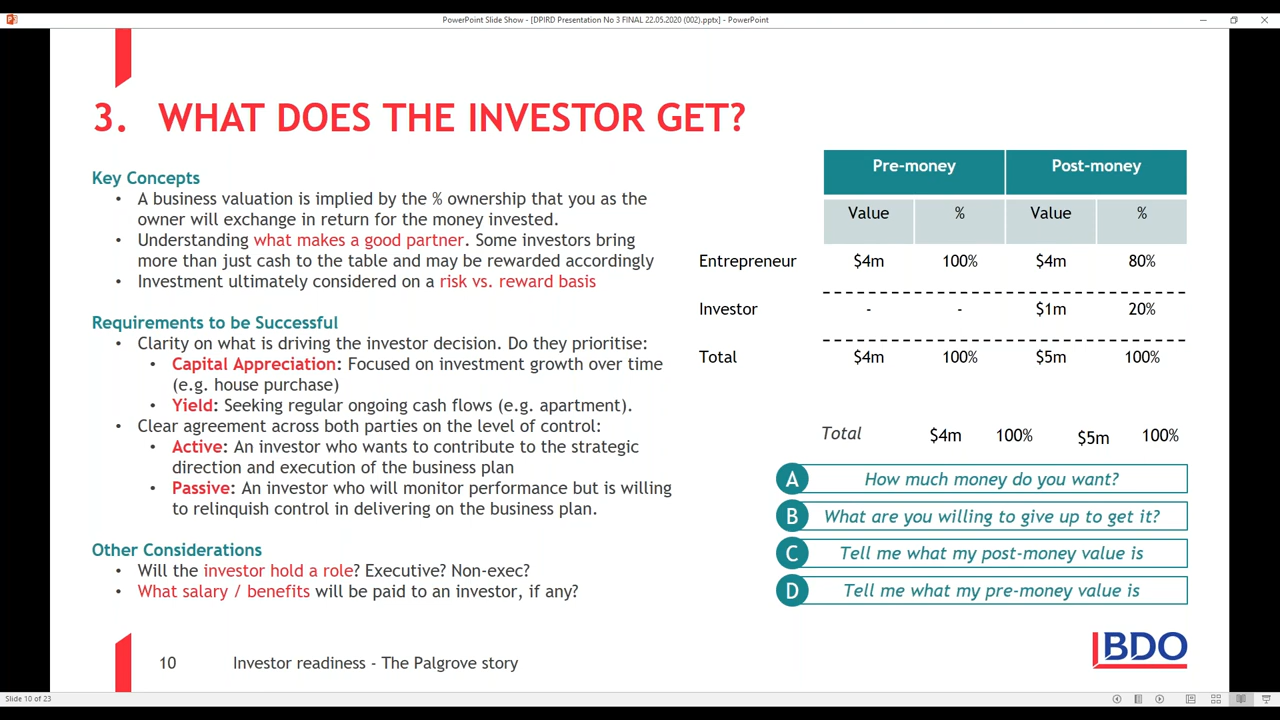 PowerPoint Slide Show - [DPIRD Presentation No 3 FINAL 22.05.2020 (002).pptx] - PowerPoint
3. WHAT DOES THE INVESTOR GET?
Key Concepts
• A business valuation is implied by the % ownership that you as the
owner will exchange in return for the money invested.
• Understanding what makes a good partner. Some investors bring
more than just cash to the table and may be rewarded accordingly
• Investment ultimately considered on a risk vs. reward basis
Requirements to be Successful
• Clarity on what is driving the investor decision. Do they prioritise:
• Capital Appreciation: Focused on investment growth over time
(e.g. house purchase)
• Yield: Seeking regular ongoing cash flows (e.g. apartment).
• Clear agreement across both parties on the level of control:
• Active: An investor who wants to contribute to the strategic
direction and execution of the business plan
• Passive: An investor who will monitor performance but is willing
to relinquish control in delivering on the business plan.
Other Considerations
• Will the investor hold a role? Executive? Non-exec?
• What salary / benefits will be paid to an investor, if any?
Pre-money Post-money
Value % Value %
Entrepreneur $4m 100% $4m 80%
Investor - - $1m 20%
Total $4m 100% $5m 100%
Total $4m 100% $5m 100%
A How much money do you want?
B What are you willing to give up to get it?
C Tell me what my post-money value is
D Tell me what my pre-money value is
10 Investor readiness - The Palgrove story
BDO
Slide 10 of 23